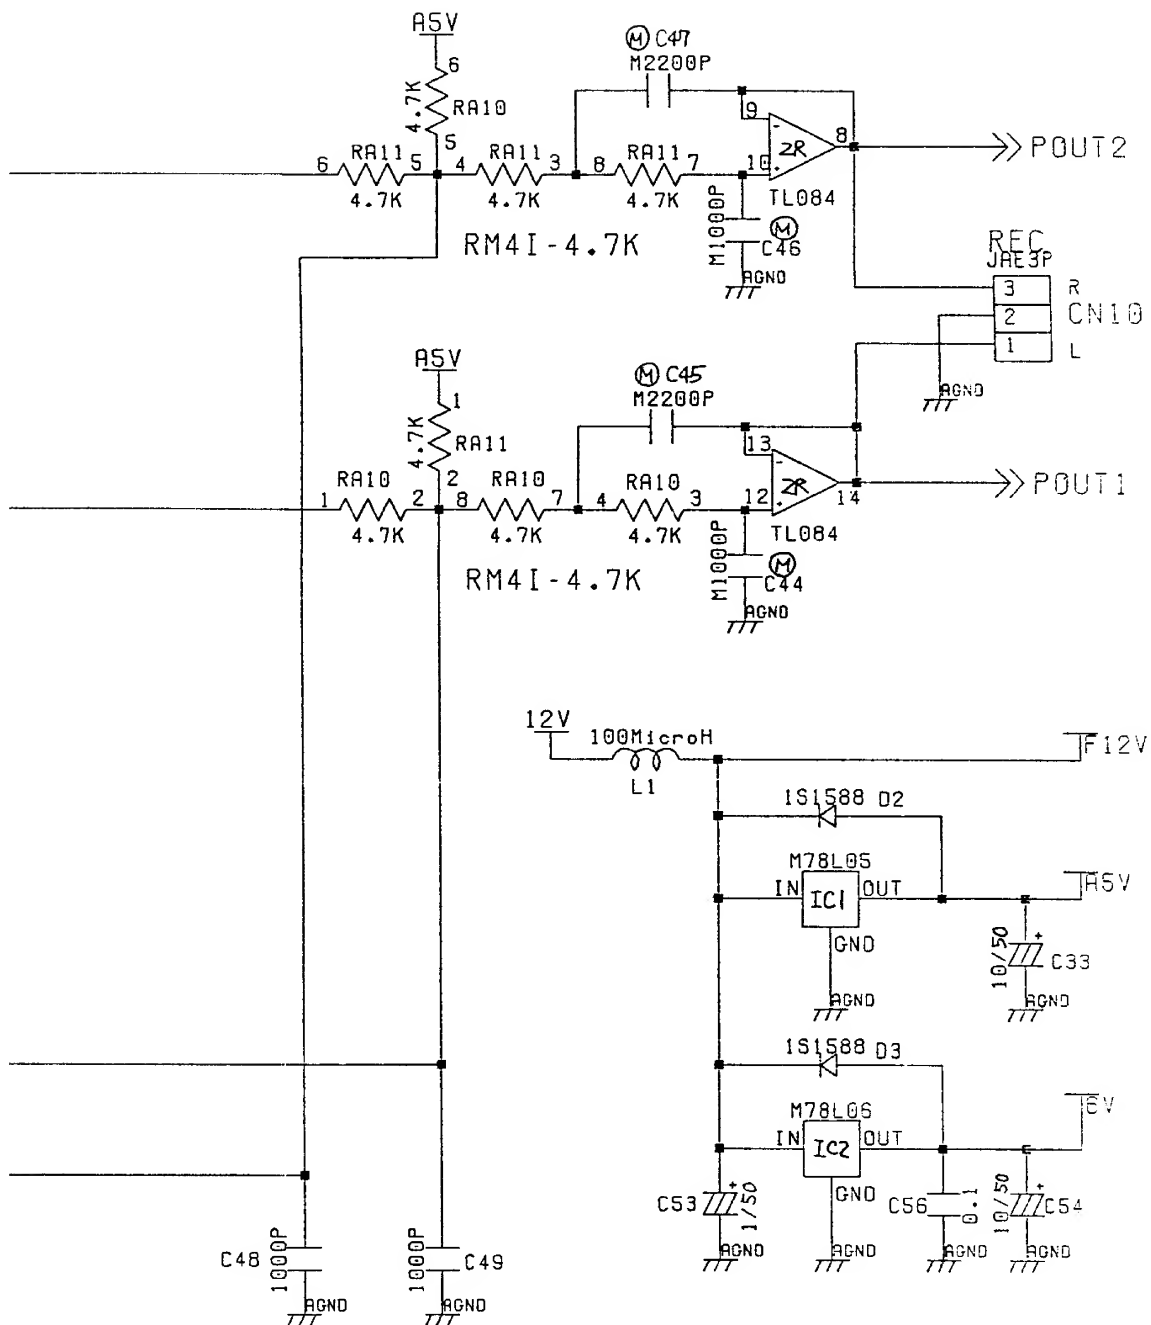 A5V
C47
M2200P
6
4.7K
RA10
5
9
8
2R
POUT2
6
RA11
5
4
RA11
3
8
RA11
7
10
4.7K
4.7K
4.7K
TL084
RM4I-4.7K
M1000P
M
C46
AGND
REC
JAE3P
3
R
2
CN10
1
L
AGND
A5V
M C45
M2200P
1
4.7K
RA11
2
13
14
2R
POUT1
1
RA10
2
8
RA10
7
4
RA10
3
12
4.7K
4.7K
4.7K
TL084
RM4I-4.7K
M1000P
M
C44
AGND
12V
100MicroH
L1
F12V
1S1588 D2
M78L05
IN
IC1
OUT
A5V
GND
10/50
+
C33
AGND
AGND
1S1588 D3
M78L06
6V
IN
IC2
OUT
C53
+
1/50
GND
C56
0.1
10/50
+
C54
AGND
AGND
AGND
AGND
C48
1000P
1000P
C49
AGND
AGND